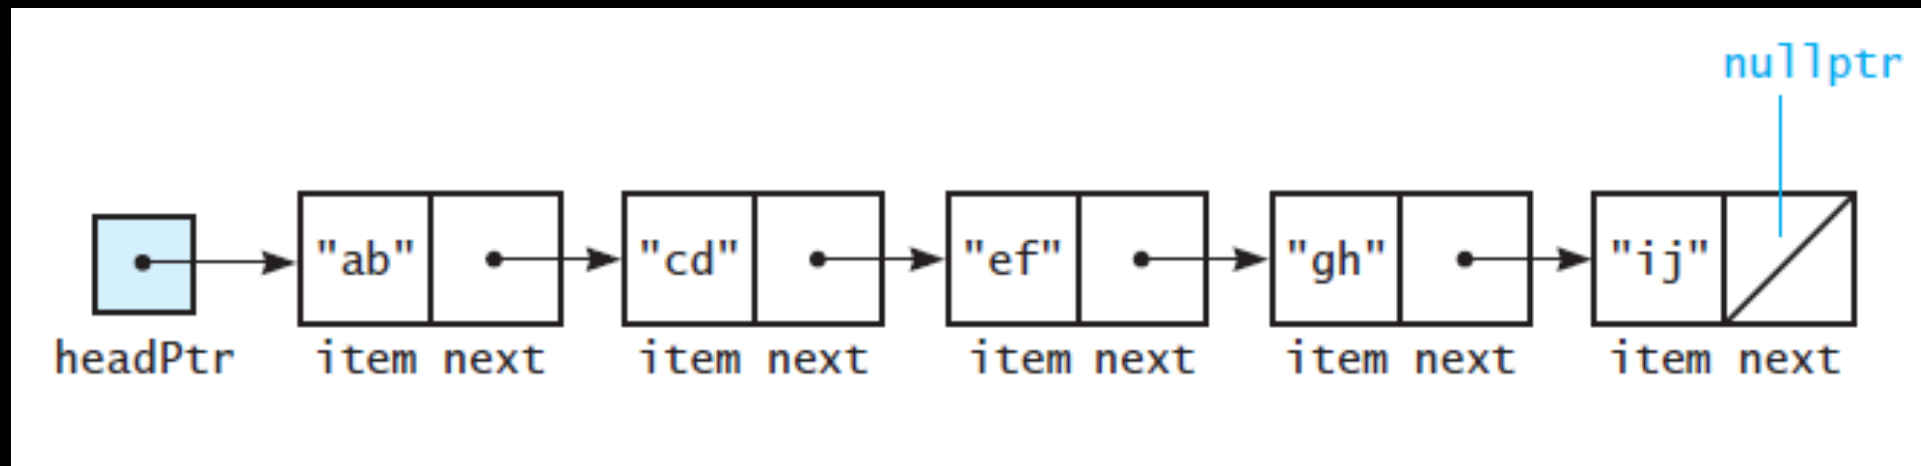 nullptr
"ab" "cd" "ef" "gh" "ij"
headPtr item next item next item next item next item next